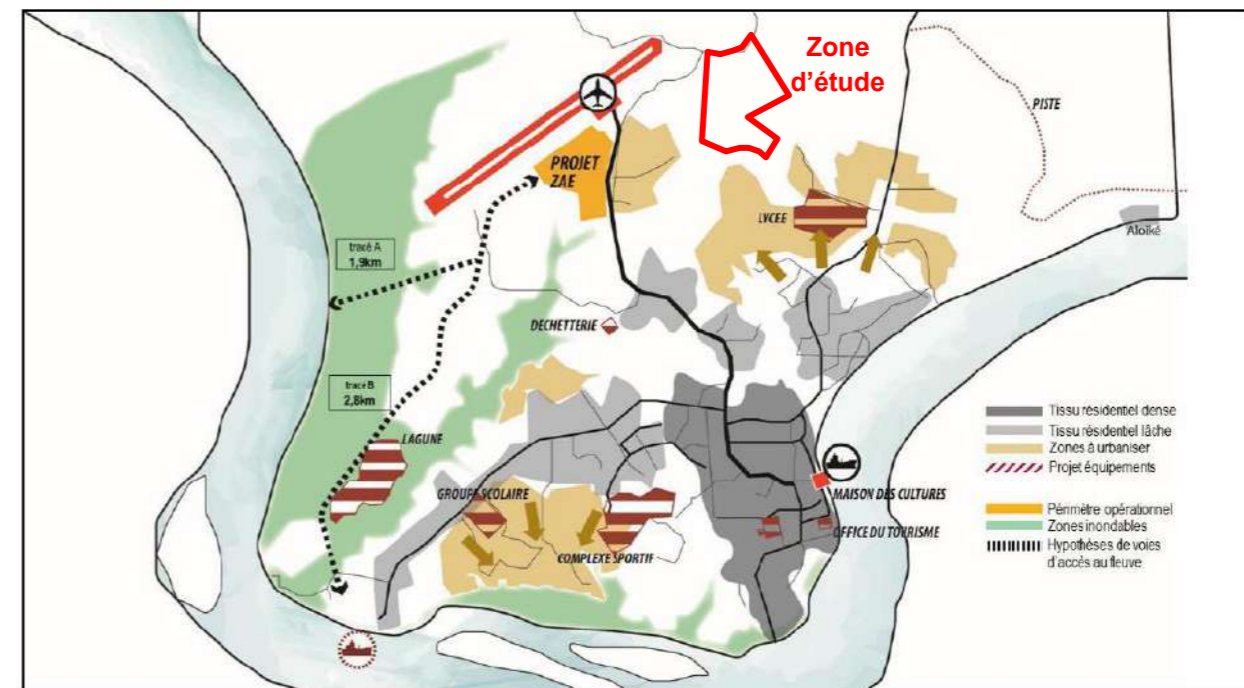 Zone
d'étude
PISTE
PROJET
ZAE
LYCEE
Aloïké
tracé A
1,9km
DECHETTERIE
tracé B
2,8km
LAGUNE
GROUPE SCOLAIRE
MAISON DES CULTURES
OFFICE DU TOURISME
COMPLEXE SPORTIF
Tissu résidentiel dense
Tissu résidentiel lâche
Zones à urbaniser
Projet équipements
Périmètre opérationnel
Zones inondables
Hypothèses de voies
d'accès au fleuve